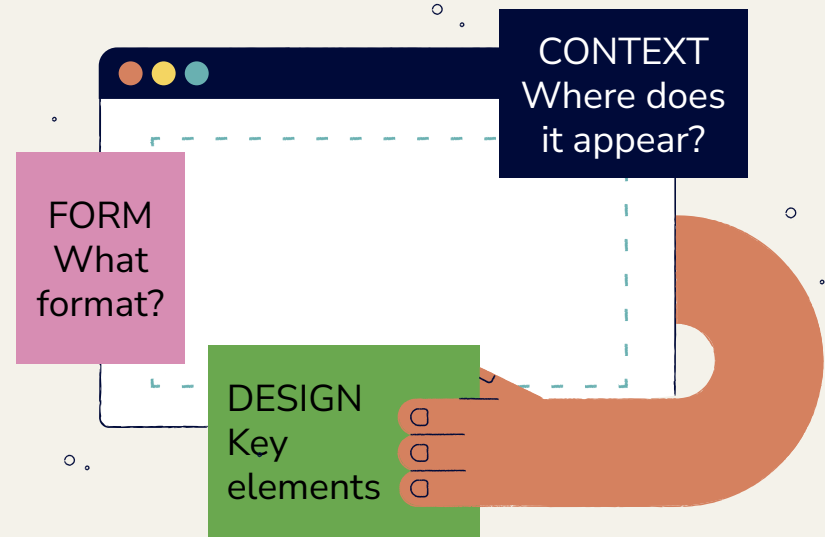 CONTEXT
Where does
it appear?
FORM
What
format?
DESIGN
Key
elements